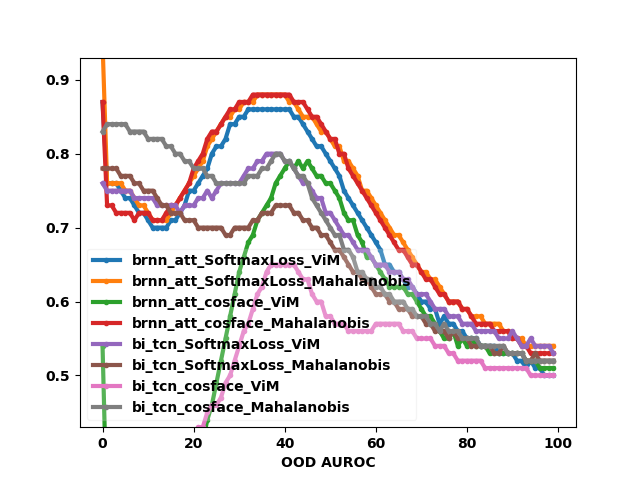 0.9
0.8
0.7
0.6
0.5
brnn_att_SoftmaxLoss_ViM
brnn_att_SoftmaxLoss_Mahalanobis
brnn_att_cosface_ViM
brnn_att_cosface_Mahalanobis
bi_tcn_SoftmaxLoss_ViM
bi_tcn_SoftmaxLoss_Mahalanobis
bi_tcn_cosface_ViM
bi_tcn_cosface_Mahalanobis
0 20 40 60 80 100
OOD AUROC